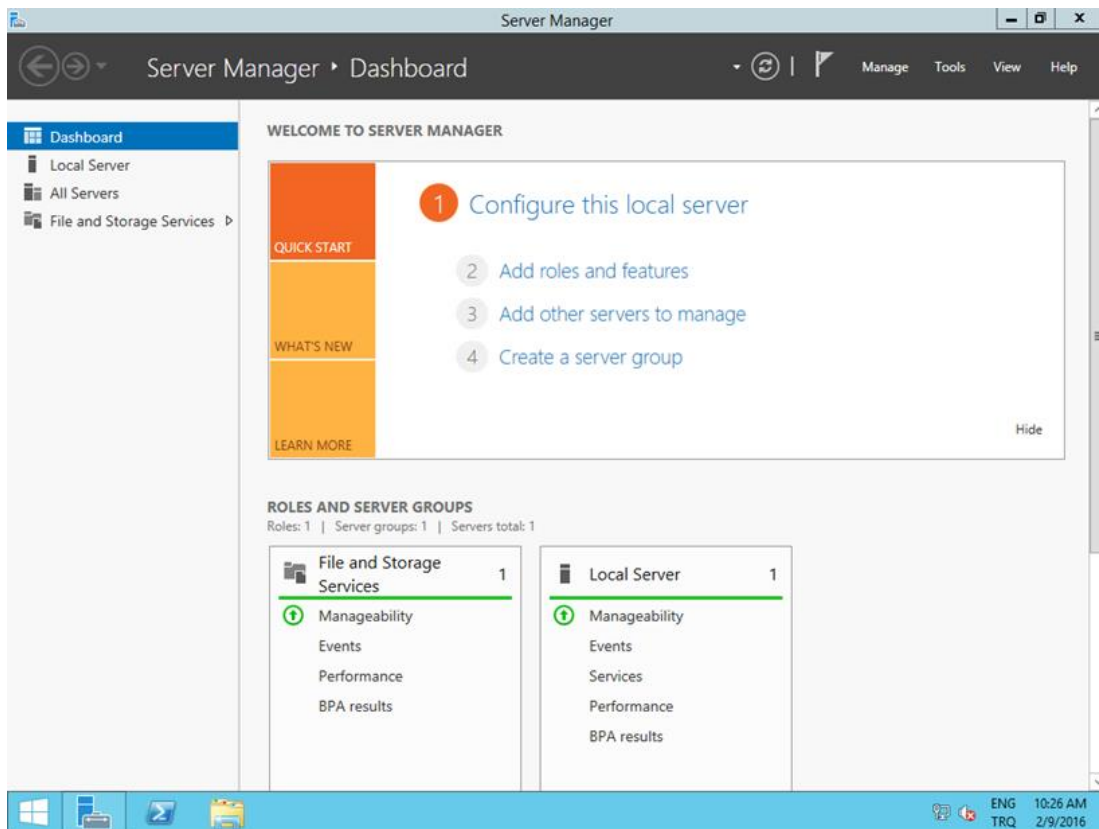 Server Manager
Server Manager ‣ Dashboard
Manage Tools View Help
Dashboard
Local Server
All Servers
File and Storage Services
WELCOME TO SERVER MANAGER
QUICK START
WHAT'S NEW
LEARN MORE
1 Configure this local server
2 Add roles and features
3 Add other servers to manage
4 Create a server group
Hide
ROLES AND SERVER GROUPS
Roles: 1 | Server groups: 1 | Servers total: 1
File and Storage
Services 1
Manageability
Events
Performance
BPA results
Local Server 1
Manageability
Events
Services
Performance
BPA results
ENG 10:26 AM
TRQ 2/9/2016